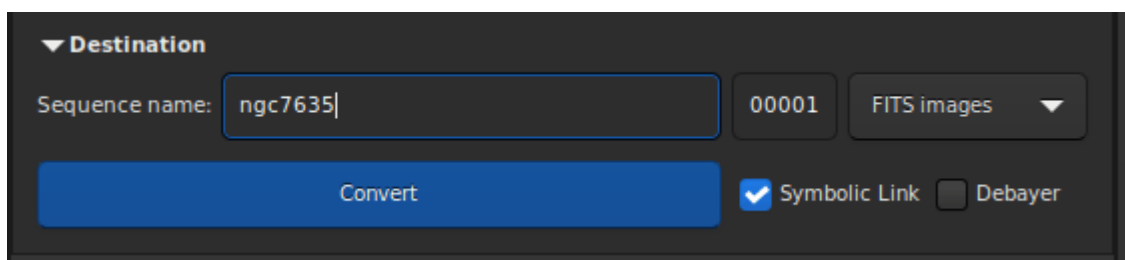 Destination
Sequence name: ngc7635 00001 FITS images
Convert Symbolic Link Debayer